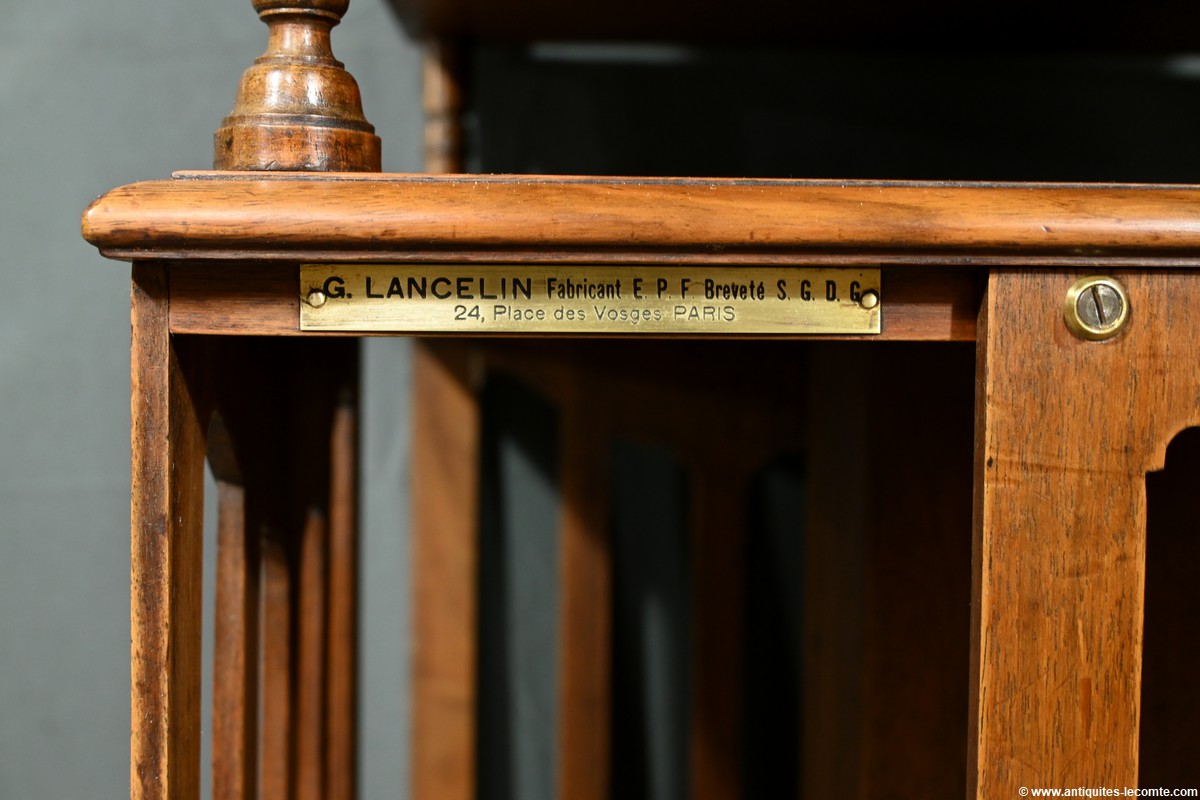 G. LANCELIN Fabricant E. P. F Breveté S. G. D. G
24, Place des Vosges PARIS
© www.antiquites-lecomte.com